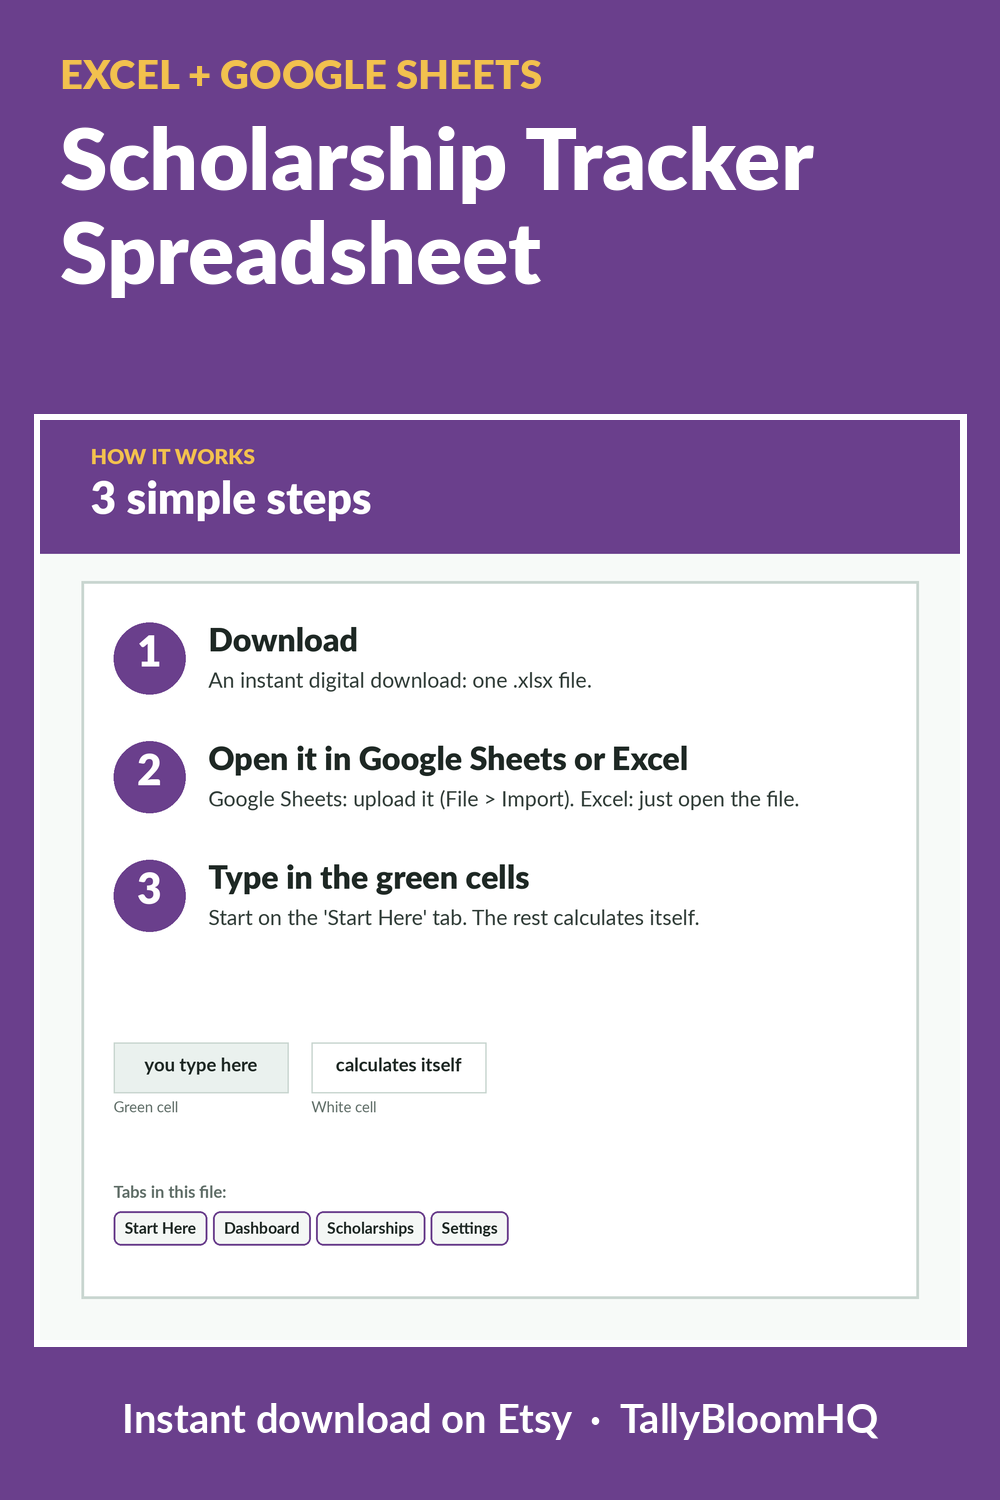 EXCEL + GOOGLE SHEETS
Scholarship Tracker
Spreadsheet
HOW IT WORKS
3 simple steps
1
Download
An instant digital download: one .xlsx file.
2
Open it in Google Sheets or Excel
Google Sheets: upload it (File > Import). Excel: just open the file.
3
Type in the green cells
Start on the 'Start Here' tab. The rest calculates itself.
you type here
calculates itself
Green cell
White cell
Tabs in this file:
Start Here
Dashboard
Scholarships
Settings
Instant download on Etsy · TallyBloomHQ